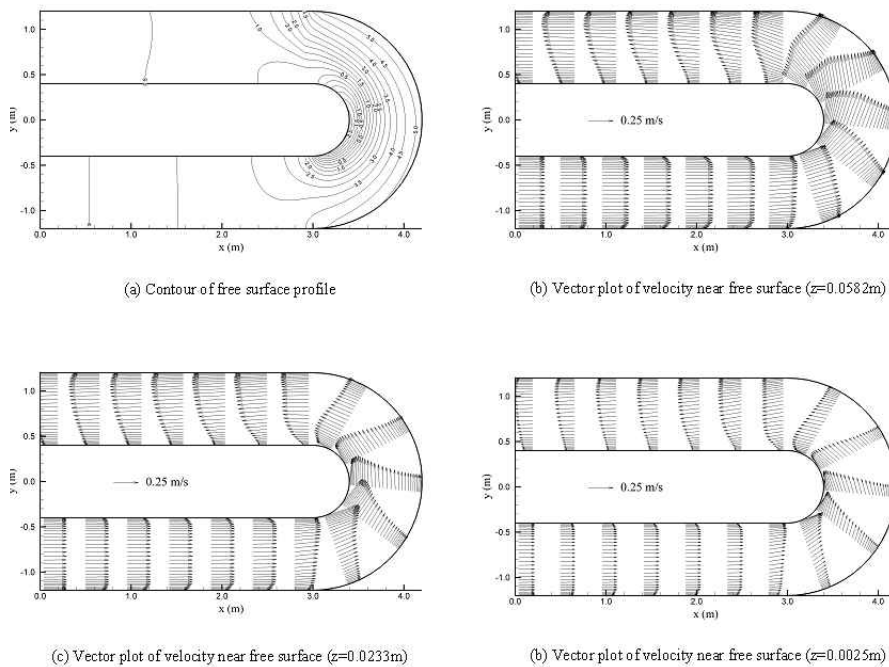 1.0
0.5
0.0
-0.5
-1.0
y (m)
0.0 1.0 2.0 3.0 4.0
x (m)
(a) Contour of free surface profile
1.0
0.5
0.0
-0.5
-1.0
y (m)
0.25 m/s
0.0 1.0 2.0 3.0 4.0
x (m)
(b) Vector plot of velocity near free surface (z=0.0582m)
1.0
0.5
0.0
-0.5
-1.0
y (m)
0.25 m/s
0.0 1.0 2.0 3.0 4.0
x (m)
(c) Vector plot of velocity near free surface (z=0.0233m)
1.0
0.5
0.0
-0.5
-1.0
y (m)
0.25 m/s
0.0 1.0 2.0 3.0 4.0
x (m)
(b) Vector plot of velocity near free surface (z=0.0025m)